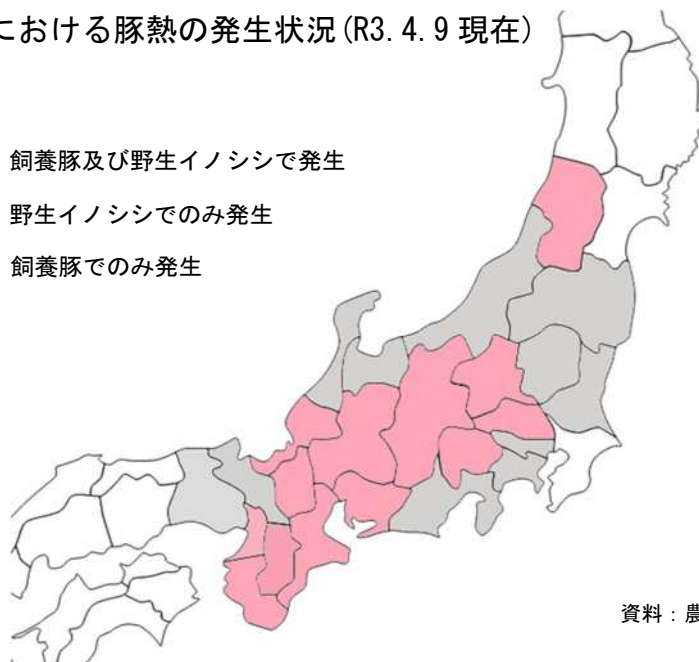 における豚熱の発生状況(R3.4.9現在)
飼養豚及び野生イノシシで発生
野生イノシシでのみ発生
飼養豚でのみ発生
資料：農